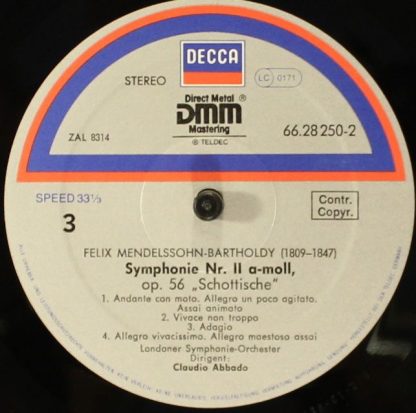 DECCA
STEREO
LC 0171
Direct Metal ®
DMM
Mastering
® TELDEC
ZAL 8314
66.28 250-2
SPEED 33⅓
3
Contr.
Copyr.
FELIX MENDELSSOHN-BARTHOLDY (1809–1847)
Symphonie Nr. II a-moll,
op. 56 „Schottische“
1. Andante con moto. Allegro un poco agitato.
Assai animato
2. Vivace non troppo
3. Adagio
4. Allegro vivacissimo. Allegro maestoso assai
Londoner Symphonie-Orchester
Dirigent:
Claudio Abbado